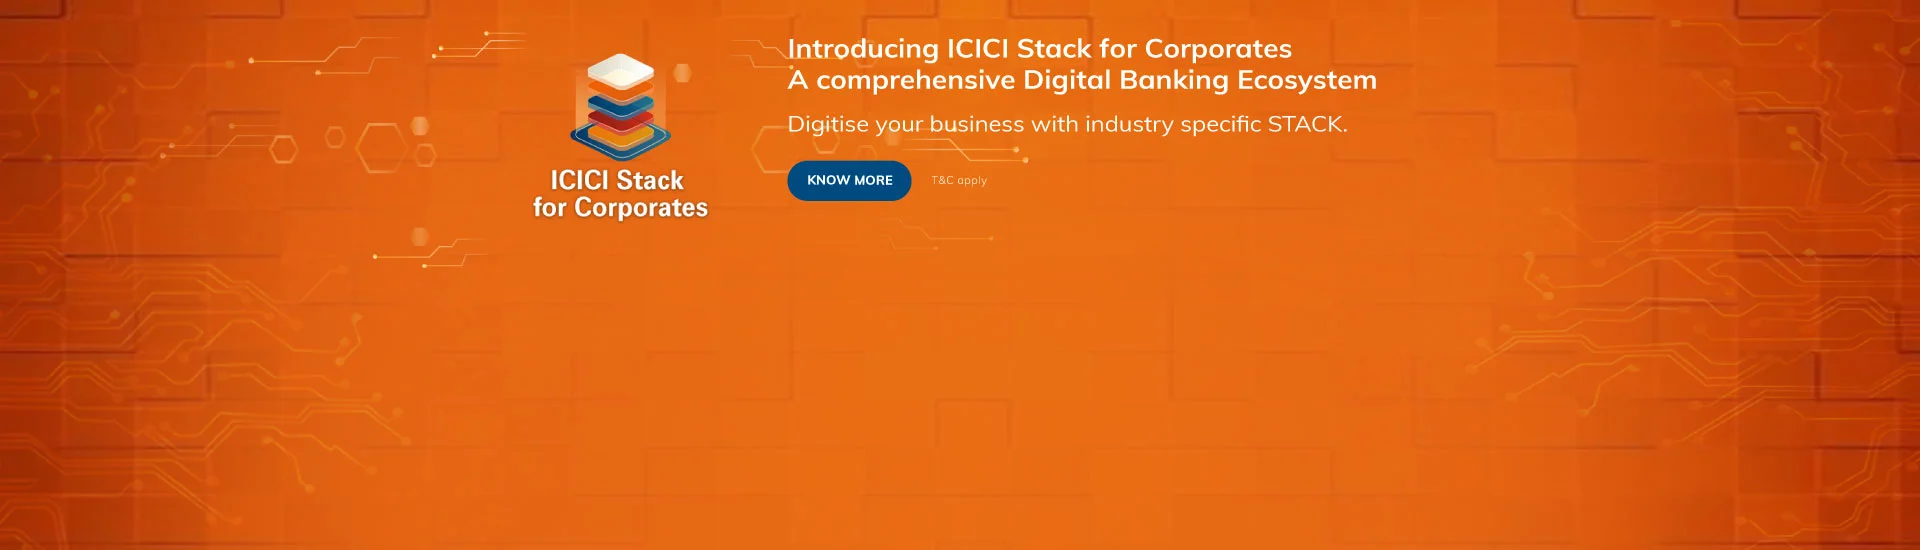 ICICI Stack
for Corporates
Introducing ICICI Stack for Corporates
A comprehensive Digital Banking Ecosystem
Digitise your business with industry specific STACK.
KNOW MORE
T&C apply